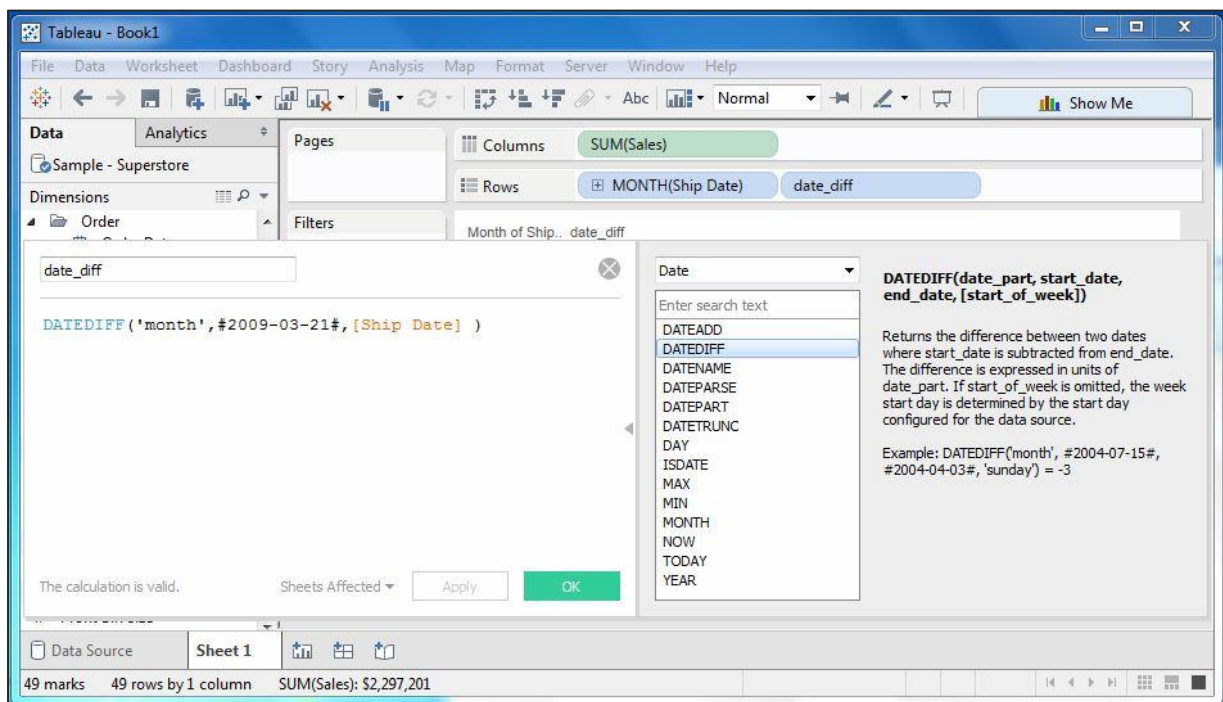 Tableau - Book1
X
File Data Worksheet Dashboard Story Analysis Map Format Server Window Help
Abc Normal Show Me
Data Analytics
Sample - Superstore
Dimensions
Order
Pages
Filters
Columns SUM(Sales)
Rows MONTH(Ship Date) date_diff
Month of Ship.. date_diff
date_diff
DATEDIFF('month',#2009-03-21#,[Ship Date] )
The calculation is valid.
Sheets Affected Apply OK
Date
Enter search text
DATEADD
DATEDIFF
DATENAME
DATEPARSE
DATEPART
DATETRUNC
DAY
ISDATE
MAX
MIN
MONTH
NOW
TODAY
YEAR
DATEDIFF(date_part, start_date,
end_date, [start_of_week])
Returns the difference between two dates
where start_date is subtracted from end_date.
The difference is expressed in units of
date_part. If start_of_week is omitted, the week
start day is determined by the start day
configured for the data source.
Example: DATEDIFF('month', #2004-07-15#,
#2004-04-03#, 'sunday') = -3
Data Source Sheet 1
49 marks 49 rows by 1 column SUM(Sales): $2,297,201